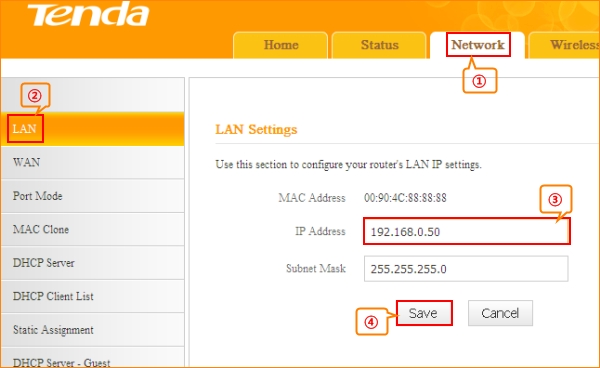 Tenda
Home Status Network Wireless
①
②
LAN
WAN
Port Mode
MAC Clone
DHCP Server
DHCP Client List
Static Assignment
DHCP Server - Guest
LAN Settings
Use this section to configure your router's LAN IP settings.
MAC Address 00:90:4C:88:88:88
③
IP Address 192.168.0.50
Subnet Mask 255.255.255.0
④
Save Cancel